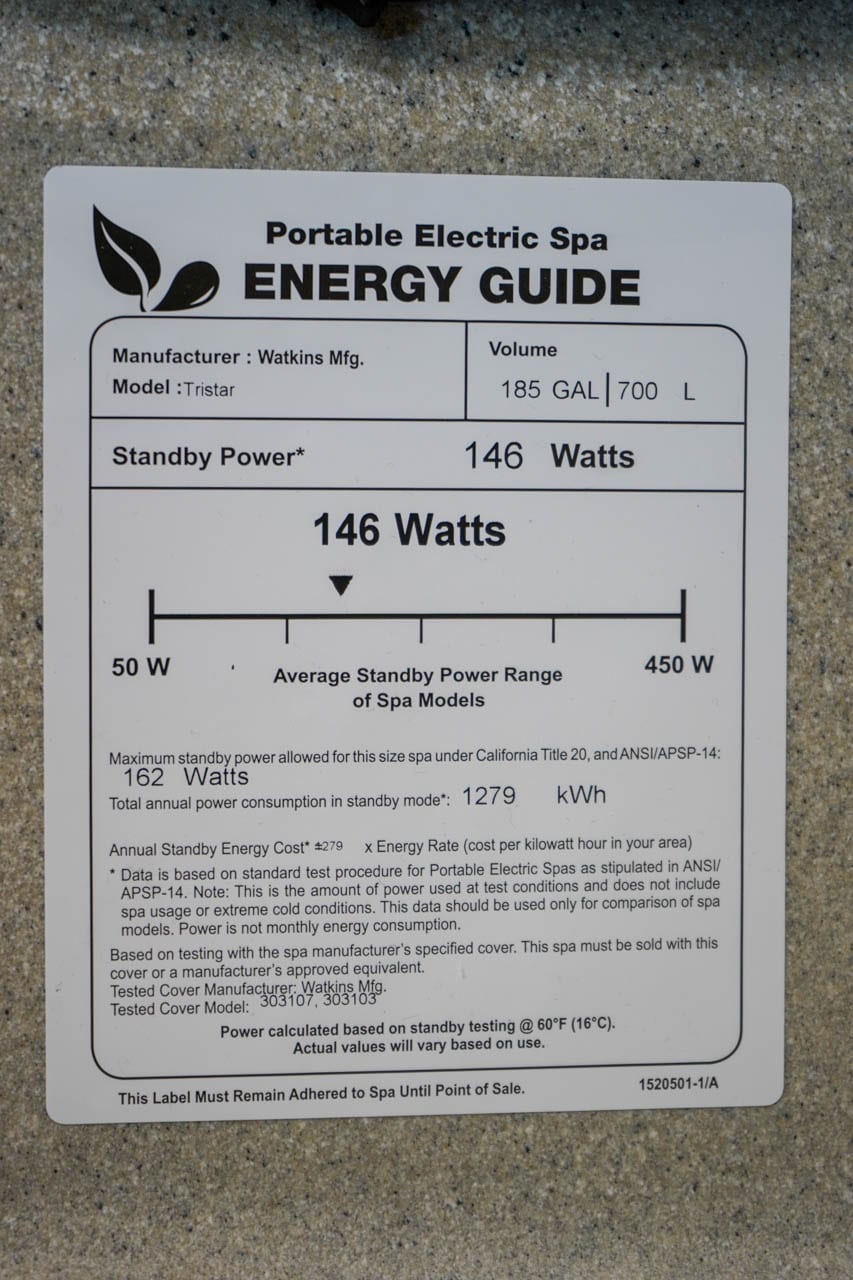 Portable Electric Spa
ENERGY GUIDE
Manufacturer : Watkins Mfg.
Model : Tristar
Volume
185 GAL | 700 L
Standby Power* 146 Watts
146 Watts
50 W
450 W
Average Standby Power Range
of Spa Models
Maximum standby power allowed for this size spa under California Title 20, and ANSI/APSP-14:
162 Watts
Total annual power consumption in standby mode*: 1279 kWh
Annual Standby Energy Cost* x Energy Rate (cost per kilowatt hour in your area)
* Data is based on standard test procedure for Portable Electric Spas as stipulated in ANSI/
APSP-14. Note: This is the amount of power used at test conditions and does not include
spa usage or extreme cold conditions. This data should be used only for comparison of spa
models. Power is not monthly energy consumption.
Based on testing with the spa manufacturer's specified cover. This spa must be sold with this
cover or a manufacturer's approved equivalent.
Tested Cover Manufacturer: Watkins Mfg.
Tested Cover Model: 303107, 303103
Power calculated based on standby testing @ 60°F (16°C).
Actual values will vary based on use.
This Label Must Remain Adhered to Spa Until Point of Sale.
1520501-1/A